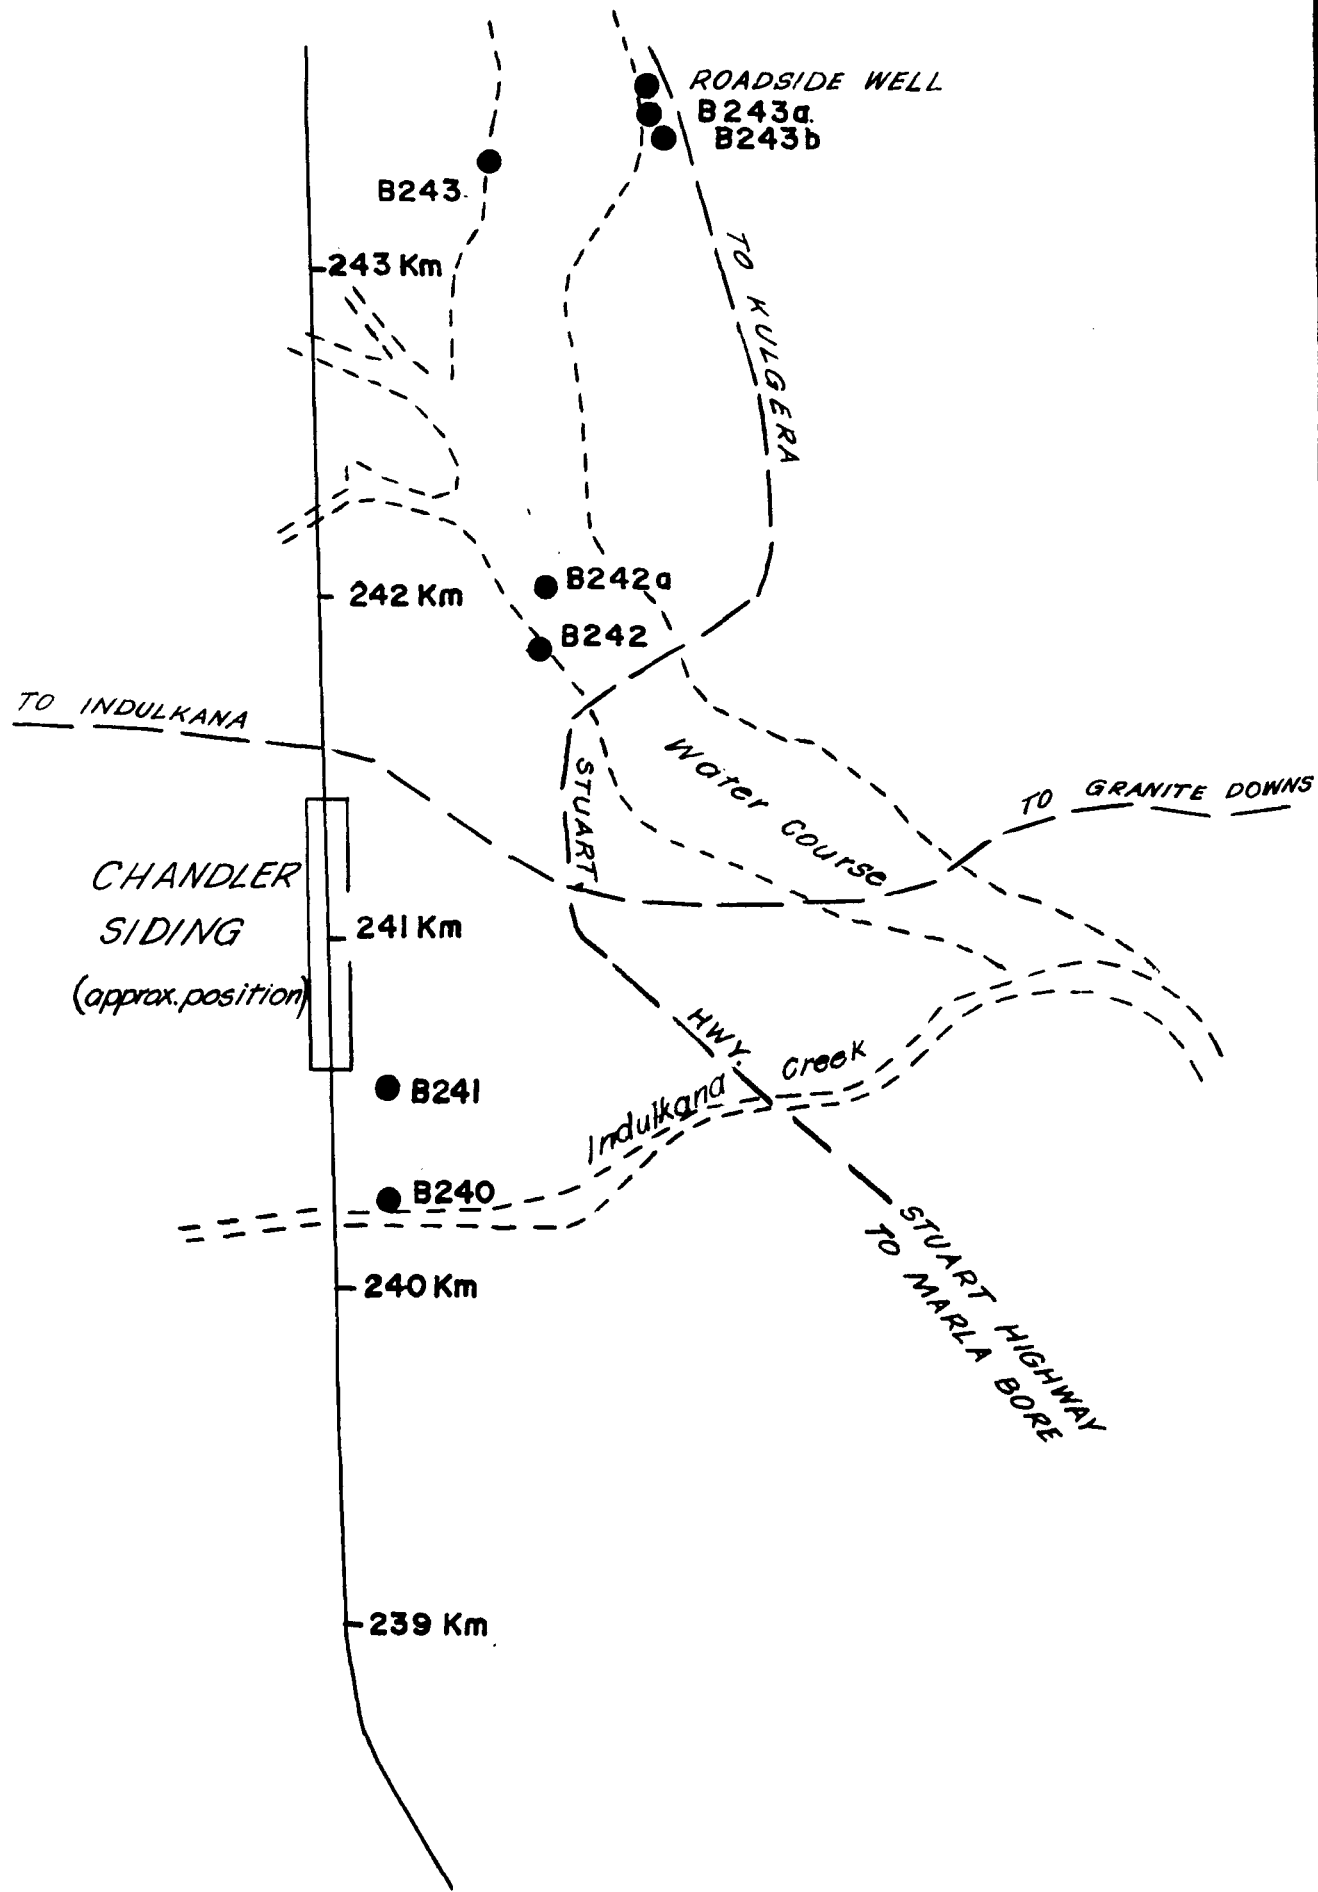 ROADSIDE WELL
B243a.
B243b
B243.
TO KULGERA
243 Km
B242a
242 Km
B242
TO INDULKANA
STUART
Water Course
TO GRANITE DOWNS
CHANDLER
SIDING
(approx. position)
241 Km
HWY.
Indulkana Creek
B241
B240
240 Km
STUART HIGHWAY
TO MARLA BORE
239 Km